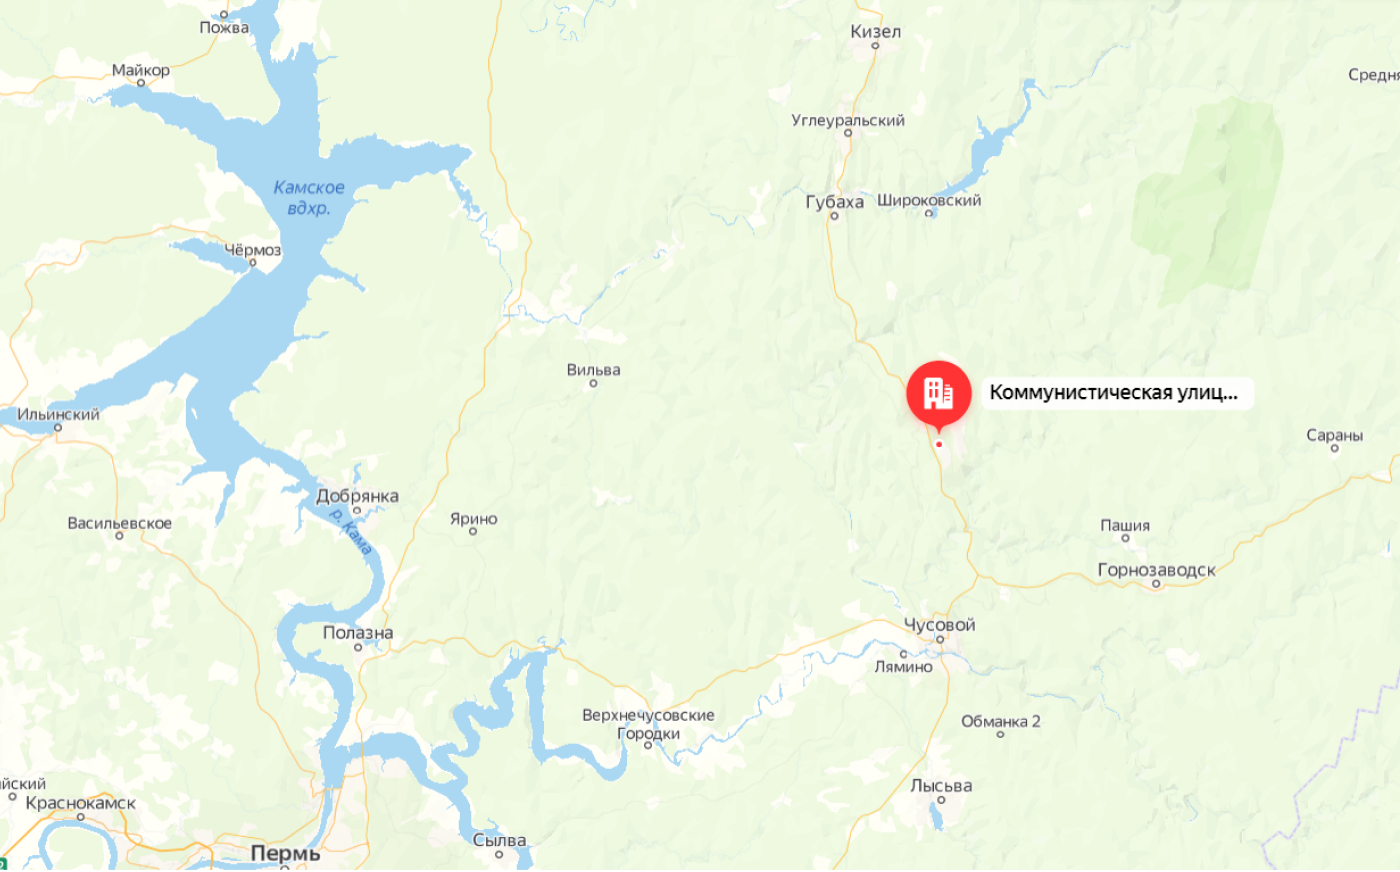 Пожва
Кизел
Майкор
Средня
Углеуральский
Камское
вдхр.
Губаха
Широковский
Чёрмоз
Вильва
Коммунистическая улиц...
Ильинский
Сараны
Добрянка
р. Кама
Ярино
Васильевское
Пашия
Горнозаводск
Полазна
Чусовой
Лямино
Верхнечусовские
Городки
Обманка 2
йский
Лысьва
Краснокамск
Сылва
Пермь